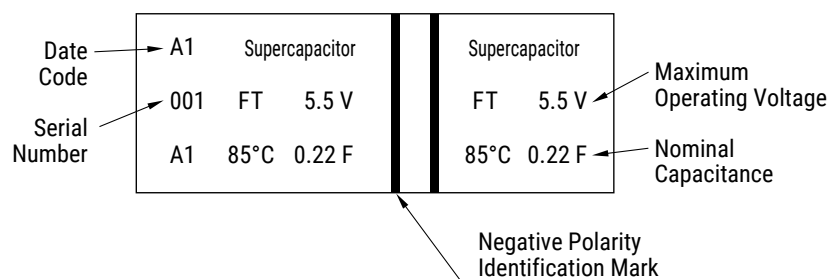 Date
Code
A1 Supercapacitor Supercapacitor
Serial
Number
001 FT 5.5 V FT 5.5 V
Maximum
Operating Voltage
A1 85°C 0.22 F 85°C 0.22 F
Nominal
Capacitance
Negative Polarity
Identification Mark